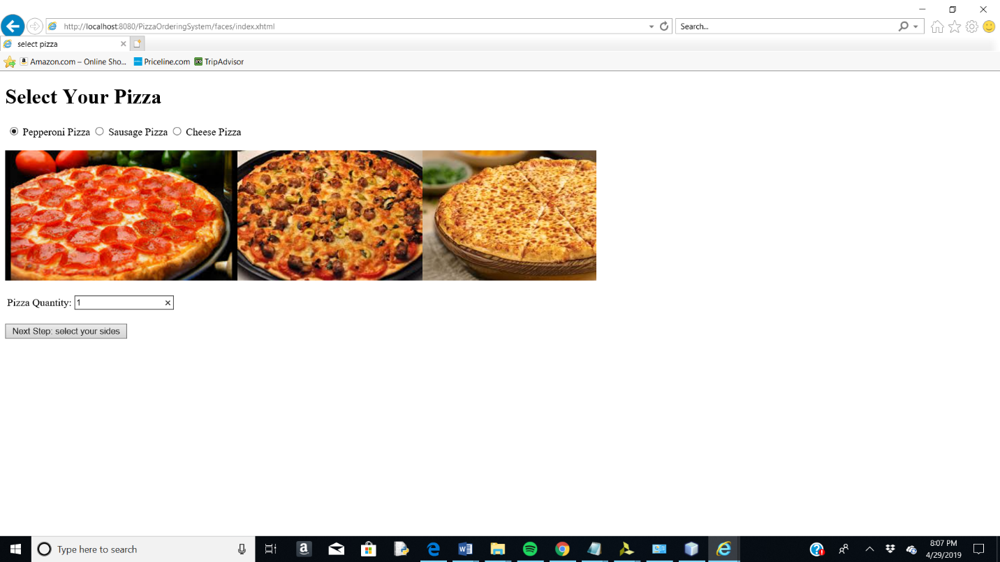 http://localhost:8080/PizzaOrderingSystem/faces/index.xhtml
Search...
select pizza
Amazon.com – Online Sho... Priceline.com TripAdvisor
Select Your Pizza
Pepperoni Pizza Sausage Pizza Cheese Pizza
Pizza Quantity: 1
Next Step: select your sides
Type here to search
8:07 PM
4/29/2019